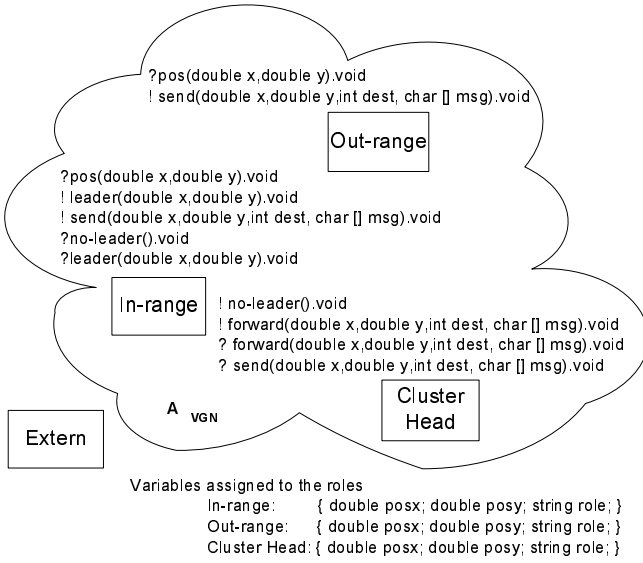 ?pos(double x,double y).void
! send(double x,double y,int dest, char [] msg).void
Out-range
?pos(double x,double y).void
! leader(double x,double y).void
! send(double x,double y,int dest, char [] msg).void
?no-leader().void
?leader(double x,double y).void
In-range
! no-leader().void
! forward(double x,double y,int dest, char [] msg).void
? forward(double x,double y,int dest, char [] msg).void
? send(double x,double y,int dest, char [] msg).void
Cluster
Head
A VGN
Extern
Variables assigned to the roles
In-range: { double posx; double posy; string role; }
Out-range: { double posx; double posy; string role; }
Cluster Head: { double posx; double posy; string role; }